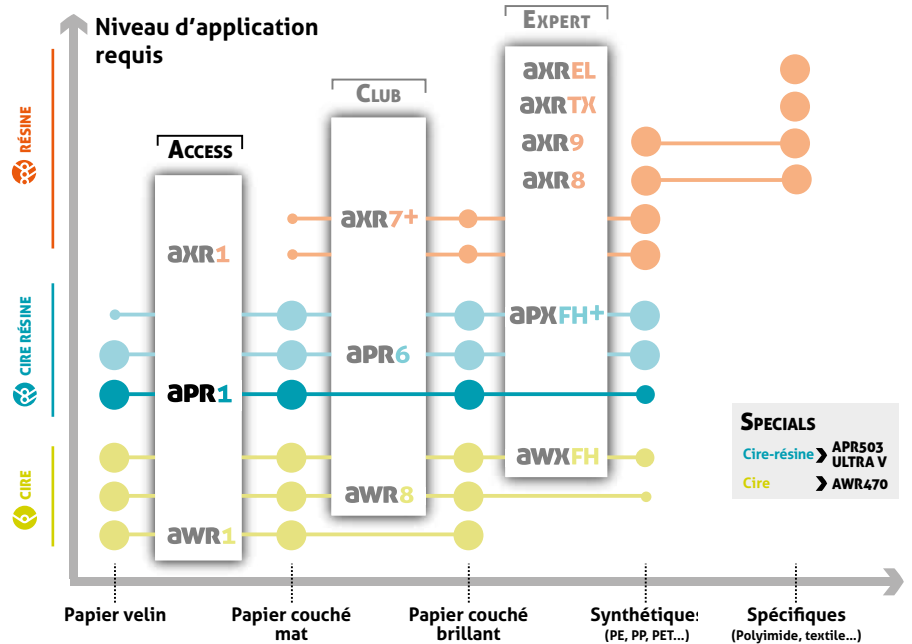 Niveau d’application
requis
EXPERT
CLUB
ACCESS
RÉSINE
CIRE RÉSINE
CIRE
aXREL
aXRTX
aXR9
aXR8
aXR7+
aXR1
aPXFH+
aPR6
aPR1
aWXFH
aWR8
aWR1
SPECIALS
Cire-résine > APR503
ULTRA V
Cire > AWR470
Papier velin
Papier couché
mat
Papier couché
brillant
Synthétiques
(PE, PP, PET...)
Spécifiques
(Polyimide, textile...)